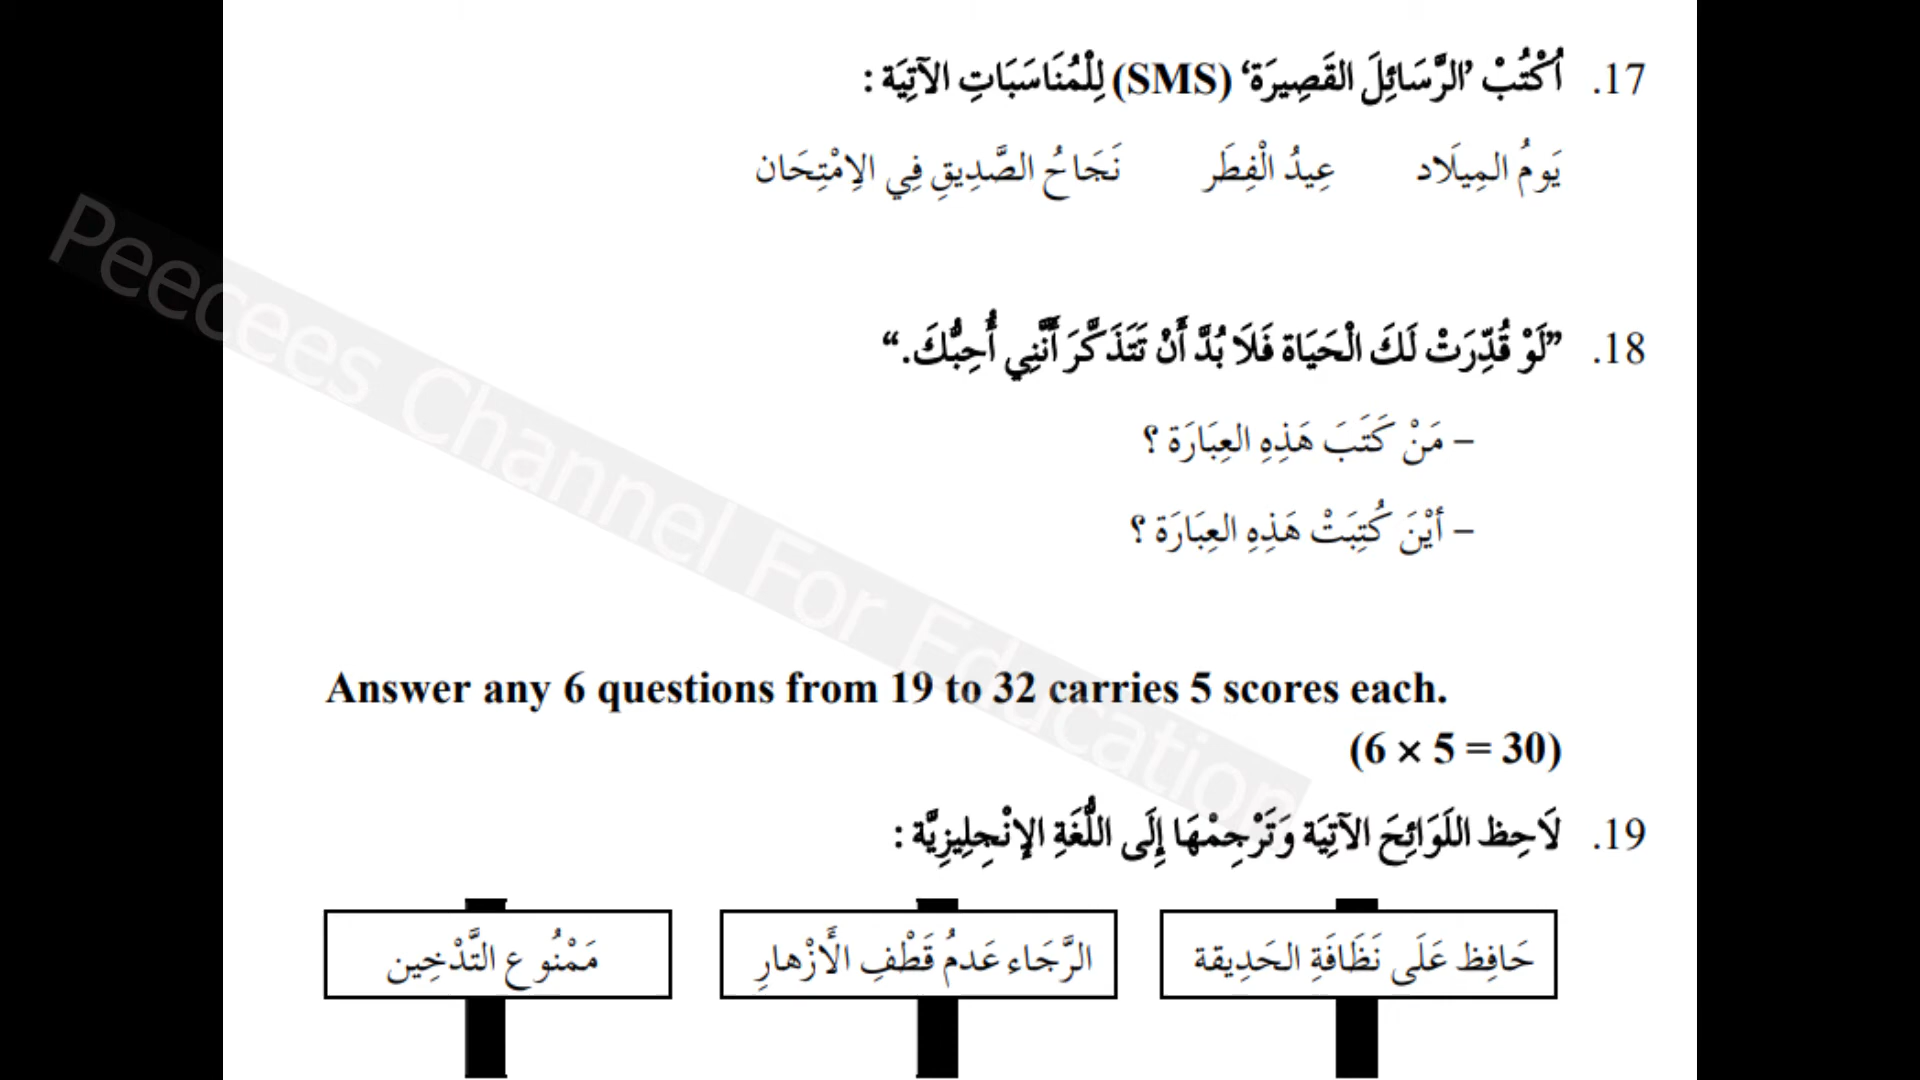 17. اُكْتُبْ ’الرَّسَائِلَ القَصِيرَة‘ (SMS) لِلْمُنَاسَبَاتِ الآتِيَة :
يَومُ المِيلَاد عِيدُ الْفِطَر نَجَاحُ الصَّدِيقِ فِي الاِمْتِحَان
18. ”لَوْ قُدِّرَتْ لَكَ الْحَيَاة فَلَا بُدَّ أَنْ تَتَذَكَّرَ أَنَّنِي أُحِبُّكَ.“
– مَنْ كَتَبَ هَذِهِ العِبَارَة ؟
– أيْنَ كُتِبَتْ هَذِهِ العِبَارَة ؟
Answer any 6 questions from 19 to 32 carries 5 scores each.
(6 × 5 = 30)
19. لَاحِظ اللَوَائِحَ الآتِيَة وَتَرْجِمْهَا إِلَى اللُّغَةِ الإنْجِلِيزِيَّة :
حَافِظ عَلَى نَظَافَةِ الحَدِيقة
الرَّجَاء عَدمُ قَطْفِ الأَزْهارِ
مَمْنُوع التَّدْخِين
Peecees Channel For Education